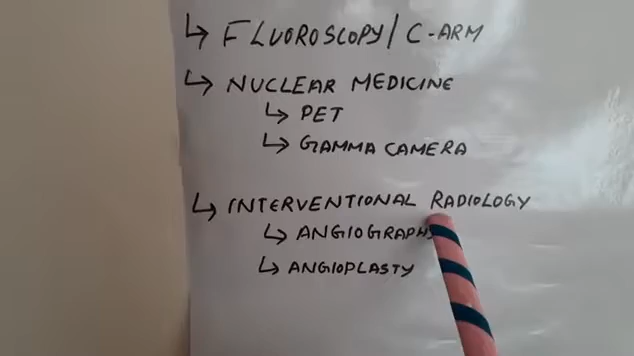 ↳ FLUOROSCOPY/ C-ARM
↳ NUCLEAR MEDICINE
↳ PET
↳ GAMMA CAMERA
↳ INTERVENTIONAL RADIOLOGY
↳ ANGIOGRAPH
↳ ANGIOPLASTY